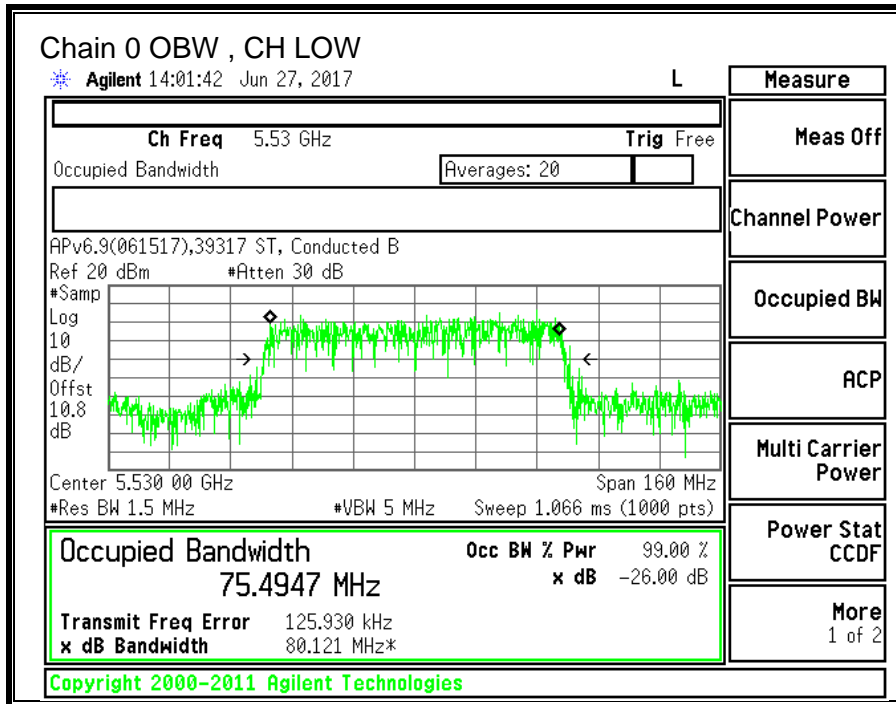 Chain 0 OBW , CH LOW
Agilent 14:01:42 Jun 27, 2017 L
Measure
Ch Freq 5.53 GHz Trig Free
Meas Off
Occupied Bandwidth Averages: 20
Channel Power
APv6.9(061517),39317 ST, Conducted B
Ref 20 dBm #Atten 30 dB
#Samp
Log
10
dB/
Offst
10.8
dB
Occupied BW
ACP
Center 5.530 00 GHz Span 160 MHz
#Res BW 1.5 MHz #VBW 5 MHz Sweep 1.066 ms (1000 pts)
Multi Carrier
Power
Occupied Bandwidth Occ BW % Pwr 99.00 %
75.4947 MHz x dB -26.00 dB
Power Stat
CCDF
Transmit Freq Error 125.930 kHz
x dB Bandwidth 80.121 MHz*
More
1 of 2
Copyright 2000-2011 Agilent Technologies